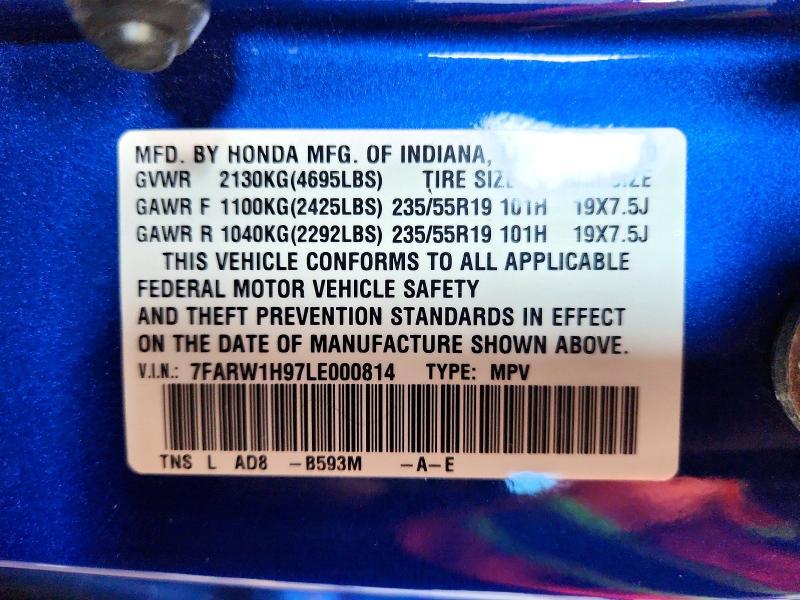 MFD. BY HONDA MFG. OF INDIANA,
GVWR 2130KG(4695LBS) TIRE SIZE
GAWR F 1100KG(2425LBS) 235/55R19 101H 19X7.5J
GAWR R 1040KG(2292LBS) 235/55R19 101H 19X7.5J
THIS VEHICLE CONFORMS TO ALL APPLICABLE
FEDERAL MOTOR VEHICLE SAFETY
AND THEFT PREVENTION STANDARDS IN EFFECT
ON THE DATE OF MANUFACTURE SHOWN ABOVE.
V.I.N.: 7FARW1H97LE000814 TYPE: MPV
TNS L AD8 -B593M -A-E